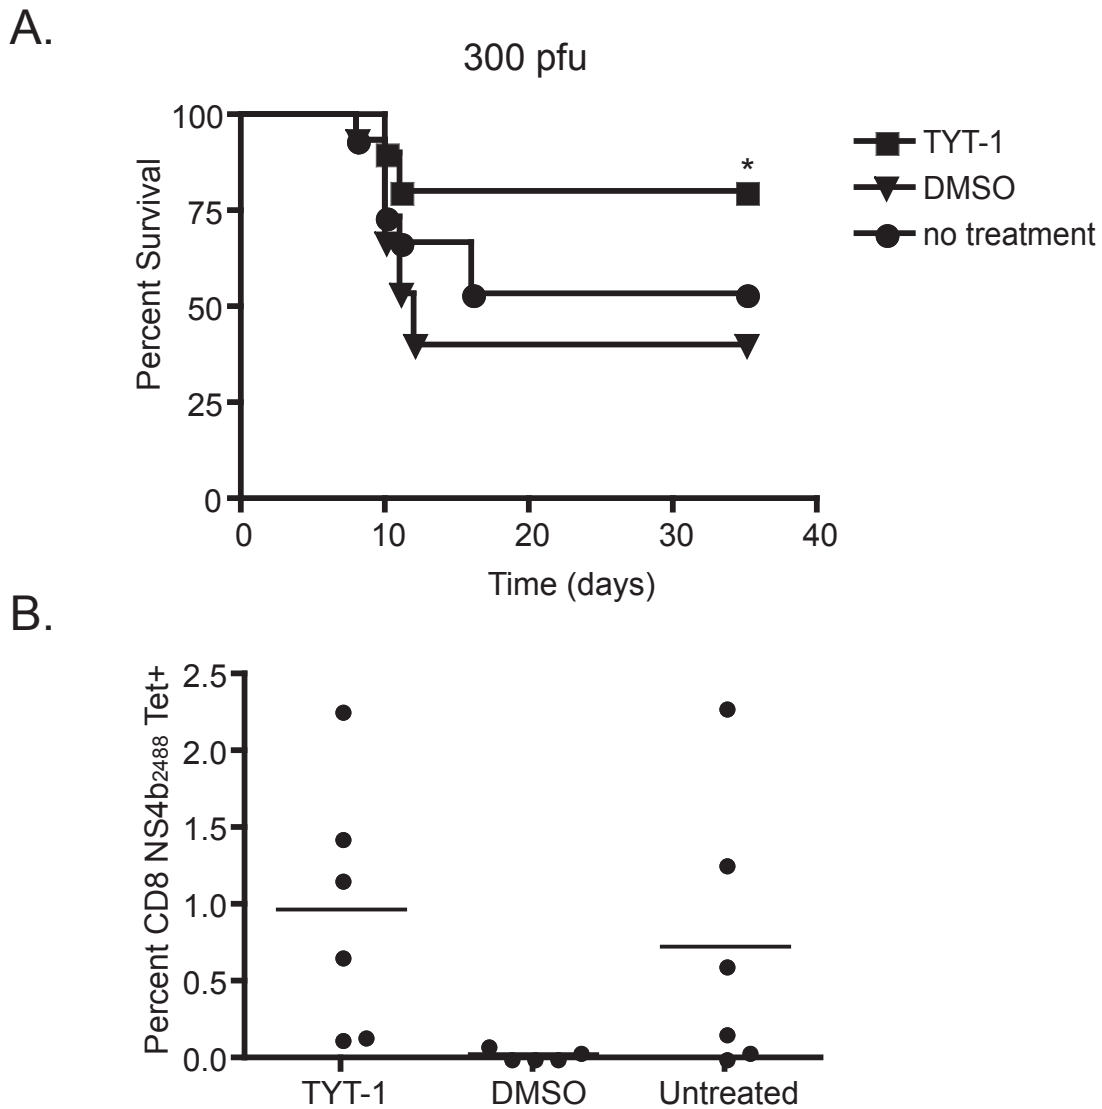 A.
300 pfu
Percent Survival
100
75
50
25
0
0 10 20 30 40
Time (days)
*
TYT-1
DMSO
no treatment
B.
Percent CD8 NS4b2488 Tet+
2.5
2.0
1.5
1.0
0.5
0.0
TYT-1 DMSO Untreated